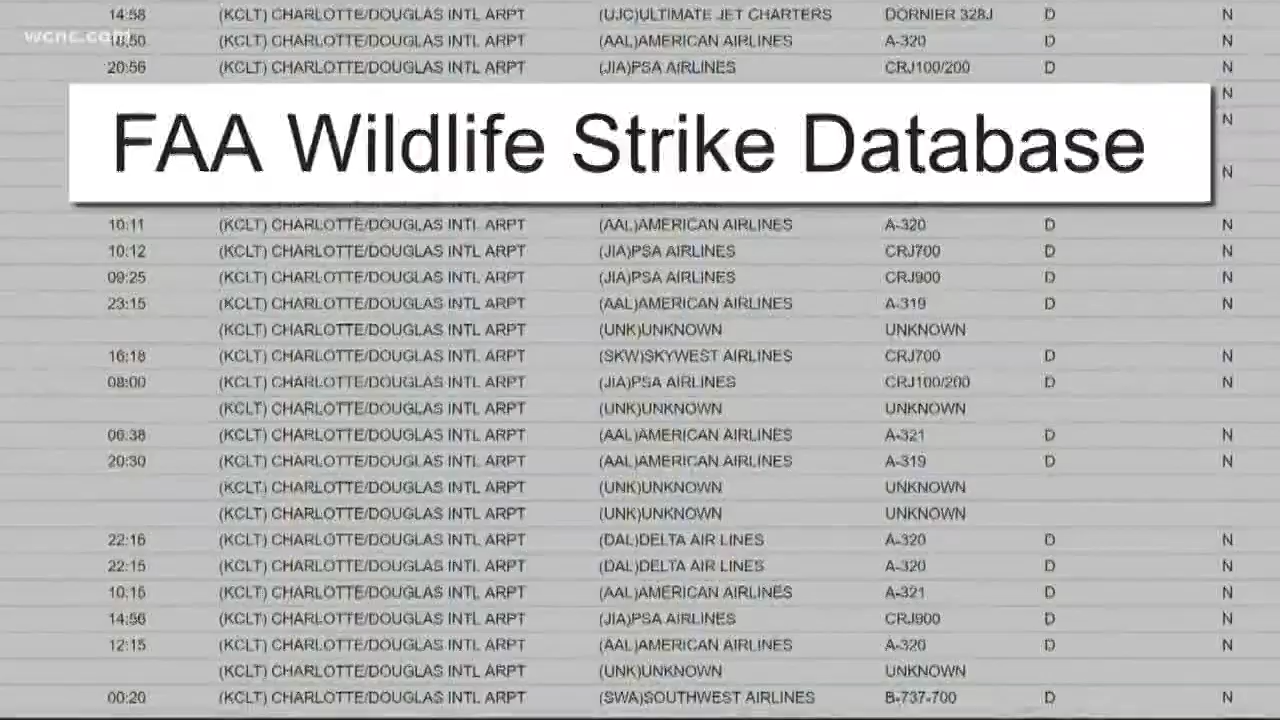 14:58 (KCLT) CHARLOTTE/DOUGLAS INTL ARPT (UJC)ULTIMATE JET CHARTERS DORNIER 328J D N
wcnc.com
18:50 (KCLT) CHARLOTTE/DOUGLAS INTL ARPT (AAL)AMERICAN AIRLINES A-320 D N
20:56 (KCLT) CHARLOTTE/DOUGLAS INTL ARPT (JIA)PSA AIRLINES CRJ100/200 D N
N
N
FAA Wildlife Strike Database
N
10:11 (KCLT) CHARLOTTE/DOUGLAS INTL ARPT (AAL)AMERICAN AIRLINES A-320 D N
10:12 (KCLT) CHARLOTTE/DOUGLAS INTL ARPT (JIA)PSA AIRLINES CRJ700 D N
09:25 (KCLT) CHARLOTTE/DOUGLAS INTL ARPT (JIA)PSA AIRLINES CRJ900 D N
23:15 (KCLT) CHARLOTTE/DOUGLAS INTL ARPT (AAL)AMERICAN AIRLINES A-319 D N
(KCLT) CHARLOTTE/DOUGLAS INTL ARPT (UNK)UNKNOWN UNKNOWN
16:18 (KCLT) CHARLOTTE/DOUGLAS INTL ARPT (SKW)SKYWEST AIRLINES CRJ700 D N
08:00 (KCLT) CHARLOTTE/DOUGLAS INTL ARPT (JIA)PSA AIRLINES CRJ100/200 D N
(KCLT) CHARLOTTE/DOUGLAS INTL ARPT (UNK)UNKNOWN UNKNOWN
06:38 (KCLT) CHARLOTTE/DOUGLAS INTL ARPT (AAL)AMERICAN AIRLINES A-321 D N
20:30 (KCLT) CHARLOTTE/DOUGLAS INTL ARPT (AAL)AMERICAN AIRLINES A-319 D N
(KCLT) CHARLOTTE/DOUGLAS INTL ARPT (UNK)UNKNOWN UNKNOWN
(KCLT) CHARLOTTE/DOUGLAS INTL ARPT (UNK)UNKNOWN UNKNOWN
22:16 (KCLT) CHARLOTTE/DOUGLAS INTL ARPT (DAL)DELTA AIR LINES A-320 D N
22:15 (KCLT) CHARLOTTE/DOUGLAS INTL ARPT (DAL)DELTA AIR LINES A-320 D N
10:15 (KCLT) CHARLOTTE/DOUGLAS INTL ARPT (AAL)AMERICAN AIRLINES A-321 D N
14:56 (KCLT) CHARLOTTE/DOUGLAS INTL ARPT (JIA)PSA AIRLINES CRJ900 D N
12:15 (KCLT) CHARLOTTE/DOUGLAS INTL ARPT (AAL)AMERICAN AIRLINES A-320 D N
(KCLT) CHARLOTTE/DOUGLAS INTL ARPT (UNK)UNKNOWN UNKNOWN
00:20 (KCLT) CHARLOTTE/DOUGLAS INTL ARPT (SWA)SOUTHWEST AIRLINES B-737-700 D N